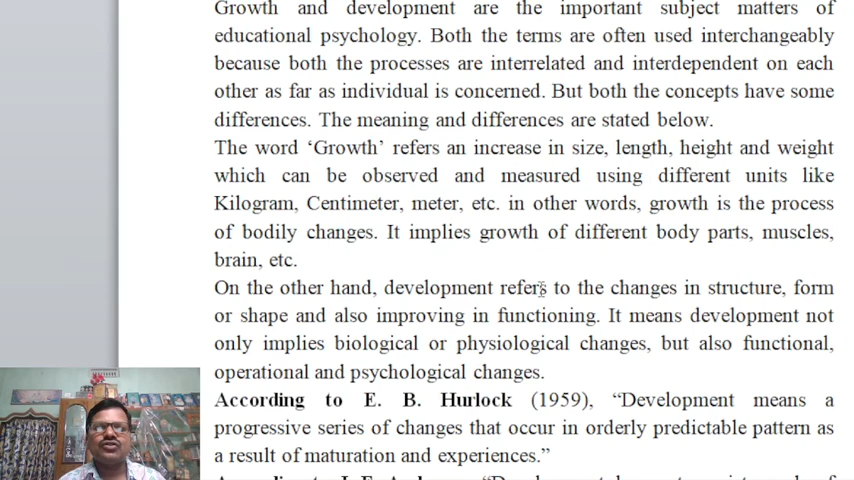 Growth and development are the important subject matters of
educational psychology. Both the terms are often used interchangeably
because both the processes are interrelated and interdependent on each
other as far as individual is concerned. But both the concepts have some
differences. The meaning and differences are stated below.
The word ‘Growth’ refers an increase in size, length, height and weight
which can be observed and measured using different units like
Kilogram, Centimeter, meter, etc. in other words, growth is the process
of bodily changes. It implies growth of different body parts, muscles,
brain, etc.
On the other hand, development refers to the changes in structure, form
or shape and also improving in functioning. It means development not
only implies biological or physiological changes, but also functional,
operational and psychological changes.
According to E. B. Hurlock (1959), “Development means a
progressive series of changes that occur in orderly predictable pattern as
a result of maturation and experiences.”